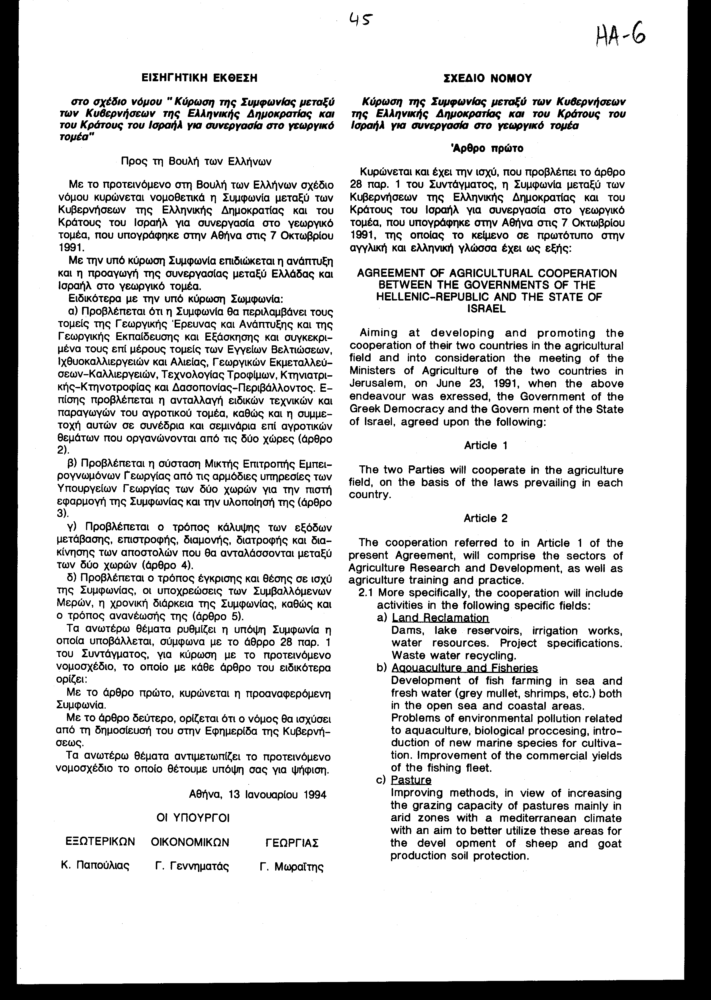 45
HA-6
ΕΙΣΗΓΗΤΙΚΗ ΕΚΘΕΣΗ
στο σχέδιο νόμου "Κύρωση της Συμφωνίας μεταξύ
των Κυβερνήσεων της Ελληνικής Δημοκρατίας και
του Κράτους του Ισραήλ για συνεργασία στο γεωργικό
τομέα"
Προς τη Βουλή των Ελλήνων
Με το προτεινόμενο στη Βουλή των Ελλήνων σχέδιο
νόμου κυρώνεται νομοθετικά η Συμφωνία μεταξύ των
Κυβερνήσεων της Ελληνικής Δημοκρατίας και του
Κράτους του Ισραήλ για συνεργασία στο γεωργικό
τομέα, που υπογράφηκε στην Αθήνα στις 7 Οκτωβρίου
1991.
Με την υπό κύρωση Συμφωνία επιδιώκεται η ανάπτυξη
και η προαγωγή της συνεργασίας μεταξύ Ελλάδας και
Ισραήλ στο γεωργικό τομέα.
Ειδικότερα με την υπό κύρωση Σωμφωνία:
α) Προβλέπεται ότι η Συμφωνία θα περιλαμβάνει τους
τομείς της Γεωργικής Έρευνας και Ανάπτυξης και της
Γεωργικής Εκπαίδευσης και Εξάσκησης και συγκεκρι-
μένα τους επί μέρους τομείς των Εγγείων Βελτιώσεων,
Ιχθυοκαλλιεργειών και Αλιείας, Γεωργικών Εκμεταλλεύ-
σεων-Καλλιεργειών, Τεχνολογίας Τροφίμων, Κτηνιατρι-
κής-Κτηνοτροφίας και Δασοπονίας-Περιβάλλοντος. Ε-
πίσης προβλέπεται η ανταλλαγή ειδικών τεχνικών και
παραγωγών του αγροτικού τομέα, καθώς και η συμμε-
τοχή αυτών σε συνέδρια και σεμινάρια επί αγροτικών
θεμάτων που οργανώνονται από τις δύο χώρες (άρθρο
2).
β) Προβλέπεται η σύσταση Μικτής Επιτροπής Εμπει-
ρογνωμόνων Γεωργίας από τις αρμόδιες υπηρεσίες των
Υπουργείων Γεωργίας των δύο χωρών για την πιστή
εφαρμογή της Συμφωνίας και την υλοποίησή της (άρθρο
3).
γ) Προβλέπεται ο τρόπος κάλυψης των εξόδων
μετάβασης, επιστροφής, διαμονής, διατροφής και δια-
κίνησης των αποστολών που θα ανταλάσσονται μεταξύ
των δύο χωρών (άρθρο 4).
δ) Προβλέπεται ο τρόπος έγκρισης και θέσης σε ισχύ
της Συμφωνίας, οι υποχρεώσεις των Συμβαλλόμενων
Μερών, η χρονική διάρκεια της Συμφωνίας, καθώς και
ο τρόπος ανανέωσής της (άρθρο 5).
Τα ανωτέρω θέματα ρυθμίζει η υπόψη Συμφωνία η
οποία υποβάλλεται, σύμφωνα με το άθρρο 28 παρ. 1
του Συντάγματος, για κύρωση με το προτεινόμενο
νομοσχέδιο, το οποίο με κάθε άρθρο του ειδικότερα
ορίζει:
Με το άρθρο πρώτο, κυρώνεται η προαναφερόμενη
Συμφωνία.
Με το άρθρο δεύτερο, ορίζεται ότι ο νόμος θα ισχύσει
από τη δημοσίευσή του στην Εφημερίδα της Κυβερνή-
σεως.
Τα ανωτέρω θέματα αντιμετωπίζει το προτεινόμενο
νομοσχέδιο το οποίο θέτουμε υπόψη σας για ψήφιση.
Αθήνα, 13 Ιανουαρίου 1994
ΟΙ ΥΠΟΥΡΓΟΙ
ΕΞΩΤΕΡΙΚΩΝ ΟΙΚΟΝΟΜΙΚΩΝ ΓΕΩΡΓΙΑΣ
Κ. Παπούλιας Γ. Γεννηματάς Γ. Μωραΐτης
ΣΧΕΔΙΟ ΝΟΜΟΥ
Κύρωση της Συμφωνίας μεταξύ των Κυβερνήσεων
της Ελληνικής Δημοκρατίας και του Κράτους του
Ισραήλ για συνεργασία στο γεωργικό τομέα
Άρθρο πρώτο
Κυρώνεται και έχει την ισχύ, που προβλέπει το άρθρο
28 παρ. 1 του Συντάγματος, η Συμφωνία μεταξύ των
Κυβερνήσεων της Ελληνικής Δημοκρατίας και του
Κράτους του Ισραήλ για συνεργασία στο γεωργικό
τομέα, που υπογράφηκε στην Αθήνα στις 7 Οκτωβρίου
1991, της οποίας το κείμενο σε πρωτότυπο στην
αγγλική και ελληνική γλώσσα έχει ως εξής:
AGREEMENT OF AGRICULTURAL COOPERATION
BETWEEN THE GOVERNMENTS OF THE
HELLENIC-REPUBLIC AND THE STATE OF
ISRAEL
Aiming at developing and promoting the
cooperation of their two countries in the agricultural
field and into consideration the meeting of the
Ministers of Agriculture of the two countries in
Jerusalem, on June 23, 1991, when the above
endeavour was exressed, the Government of the
Greek Democracy and the Govern ment of the State
of Israel, agreed upon the following:
Article 1
The two Parties will cooperate in the agriculture
field, on the basis of the laws prevailing in each
country.
Article 2
The cooperation referred to in Article 1 of the
present Agreement, will comprise the sectors of
Agriculture Research and Development, as well as
agriculture training and practice.
2.1 More specifically, the cooperation will include
activities in the following specific fields:
a) Land Reclamation
Dams, lake reservoirs, irrigation works,
water resources. Project specifications.
Waste water recycling.
b) Aqouaculture and Fisheries
Development of fish farming in sea and
fresh water (grey mullet, shrimps, etc.) both
in the open sea and coastal areas.
Problems of environmental pollution related
to aquaculture, biological proccesing, intro-
duction of new marine species for cultiva-
tion. Improvement of the commercial yields
of the fishing fleet.
c) Pasture
Improving methods, in view of increasing
the grazing capacity of pastures mainly in
arid zones with a mediterranean climate
with an aim to better utilize these areas for
the devel opment of sheep and goat
production soil protection.